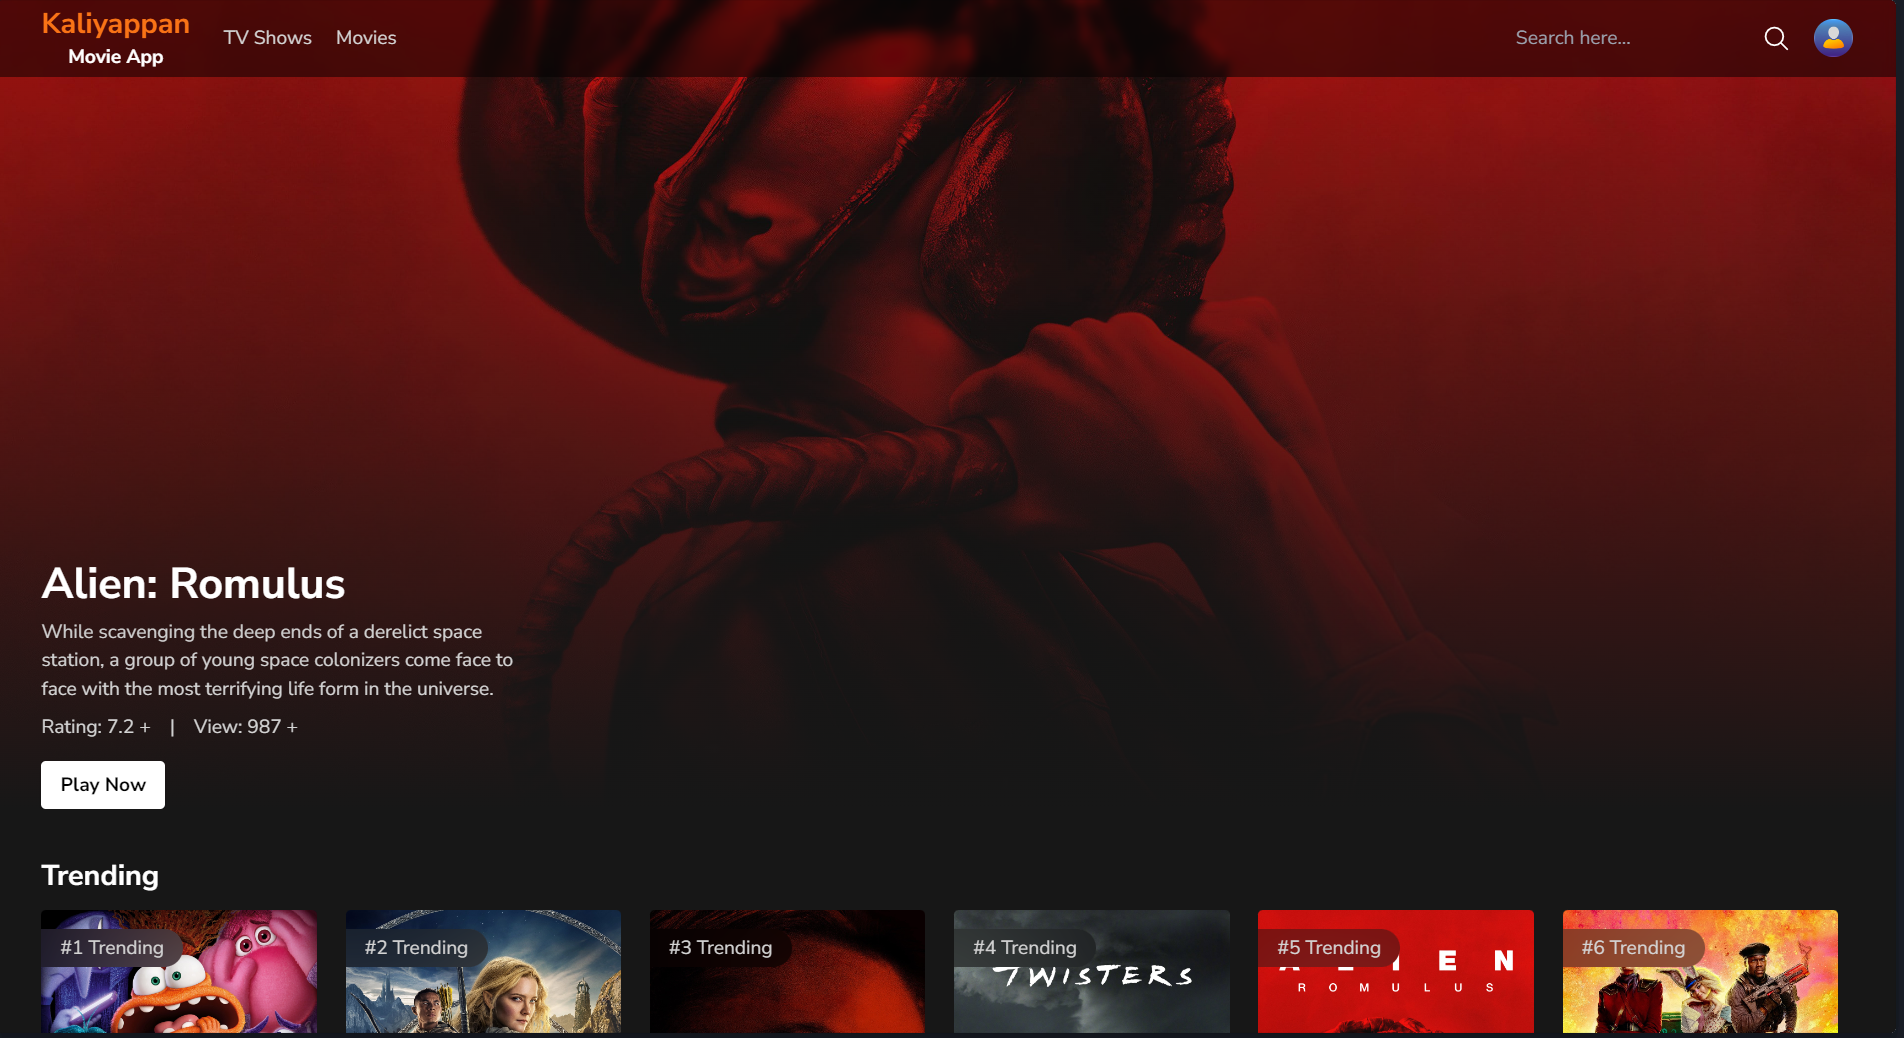 Kaliyappan
Movie App
TV Shows
Movies
Search here...
Alien: Romulus
While scavenging the deep ends of a derelict space
station, a group of young space colonizers come face to
face with the most terrifying life form in the universe.
Rating: 7.2 + | View: 987 +
Play Now
Trending
#1 Trending
#2 Trending
#3 Trending
#4 Trending
TWISTERS
#5 Trending
ALIEN
ROMULUS
#6 Trending